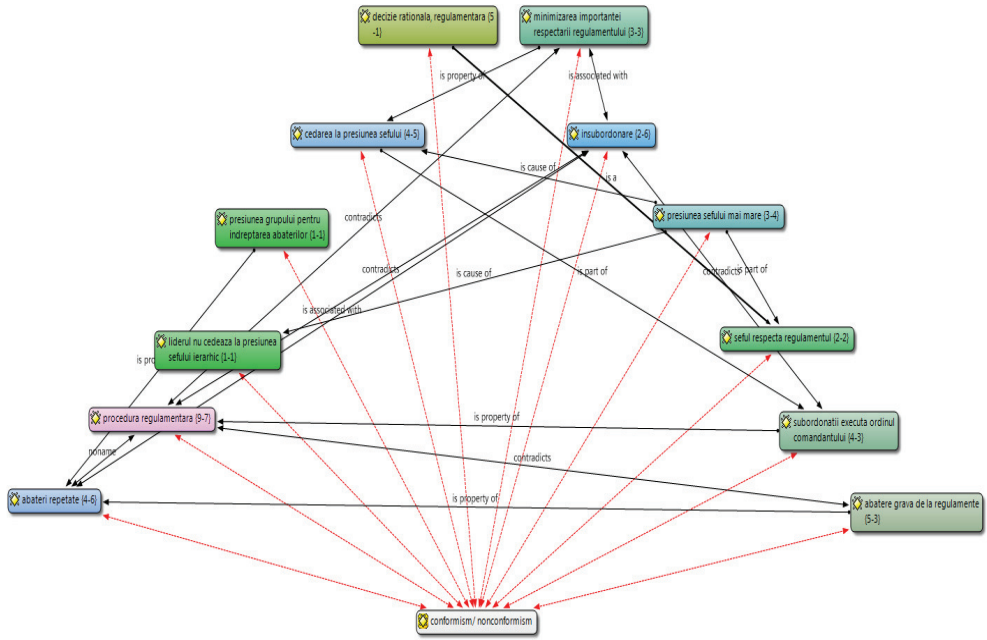 decizie rationala, regulamentara (5
-1)
minimizarea importantei
respectarii regulamentului (3-3)
is property of
is associated with
cedarea la presiunea sefului (4-5)
insubordonare (2-6)
is cause of
is a
presiunea grupului pentru
indreptarea abaterilor (1-1)
contradicts
presiunea sefului mai mare (3-4)
contradicts
is cause of
is part of
contradicts
is part of
is associated with
liderul nu cedeaza la presiunea
sefului ierarhic (1-1)
seful respecta regulamentul (2-2)
is pro
procedura regulamentara (9-7)
is property of
subordonatii executa ordinul
comandantului (4-3)
noname
contradicts
abateri repetate (4-6)
is property of
abatere grava de la regulamente
(5-3)
conformism/ nonconformism